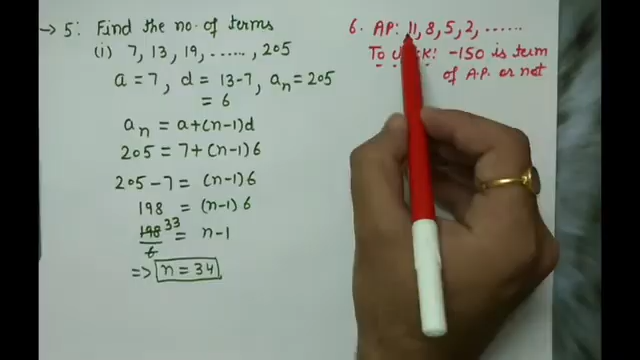 → 5: Find the no. of terms
(i) 7, 13, 19, ......, 205
a = 7, d = 13-7, aₙ = 205
= 6
aₙ = a+(n-1)d
205 = 7+(n-1)6
205-7 = (n-1)6
198 = (n-1)6
198/6 33 = n-1
=> n = 34
6. AP: 11, 8, 5, 2, ......
To K: -150 is term
of A.P. or not